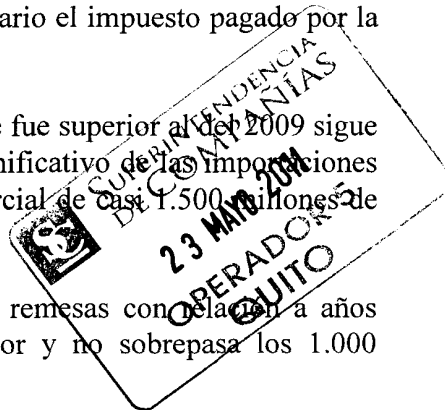 ario el impuesto pagado por la
e fue superior al del 2009 sigue
nificativo de las importaciones
rcial de casi 1.500 millones de
remesas con relación a años
or y no sobrepasa los 1.000
SUPERINTENDENCIA
DE COMPAÑÍAS
23 MAYO 2011
OPERADOR 5
QUITO